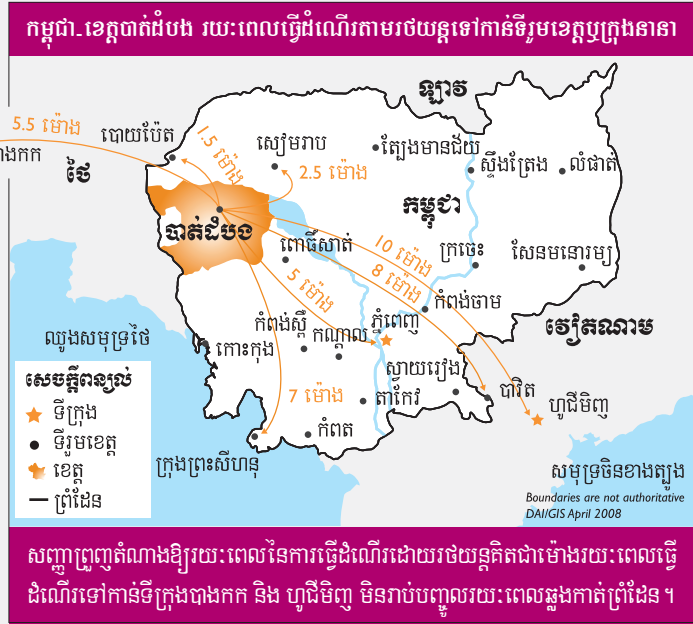 កម្ពុជា-ខេត្តបាត់ដំបង រយៈពេលធ្វើដំណើរតាមរថយន្តទៅកាន់ទីរួមខេត្តឬក្រុងនានា
ឡាវ
5.5 ម៉ោង
បោយប៉ែត
1.5 ម៉ោង
សៀមរាប
ត្បែងមានជ័យ
ស្ទឹងត្រែង
លំផាត់
ាងកក
ថៃ
2.5 ម៉ោង
កម្ពុជា
បាត់ដំបង
ពោធិ៍សាត់
10 ម៉ោង
ក្រចេះ
សែនមនោរម្យ
5 ម៉ោង
8 ម៉ោង
កំពង់ចាម
ឈូងសមុទ្រថៃ
កោះកុង
កំពង់ស្ពឺ
កណ្តាល
ភ្នំពេញ
វៀតណាម
សេចក្តីពន្យល់
ទីក្រុង
ទីរួមខេត្ត
ខេត្ត
ព្រំដែន
ស្វាយរៀង
បារិត
7 ម៉ោង
តាកែវ
ហូជីមិញ
ក្រុងព្រះសីហនុ
កំពត
សមុទ្រចិនខាងត្បូង
Boundaries are not authoritative
DAI/GIS April 2008
សញ្ញាព្រួញតំណាងឱ្យរយៈពេលនៃការធ្វើដំណើរដោយរថយន្តគិតជាម៉ោងរយៈពេលធ្វើ
ដំណើរទៅកាន់ទីក្រុងបាងកក និង ហូជីមិញ មិនរាប់បញ្ចូលរយៈពេលឆ្លងកាត់ព្រំដែន។